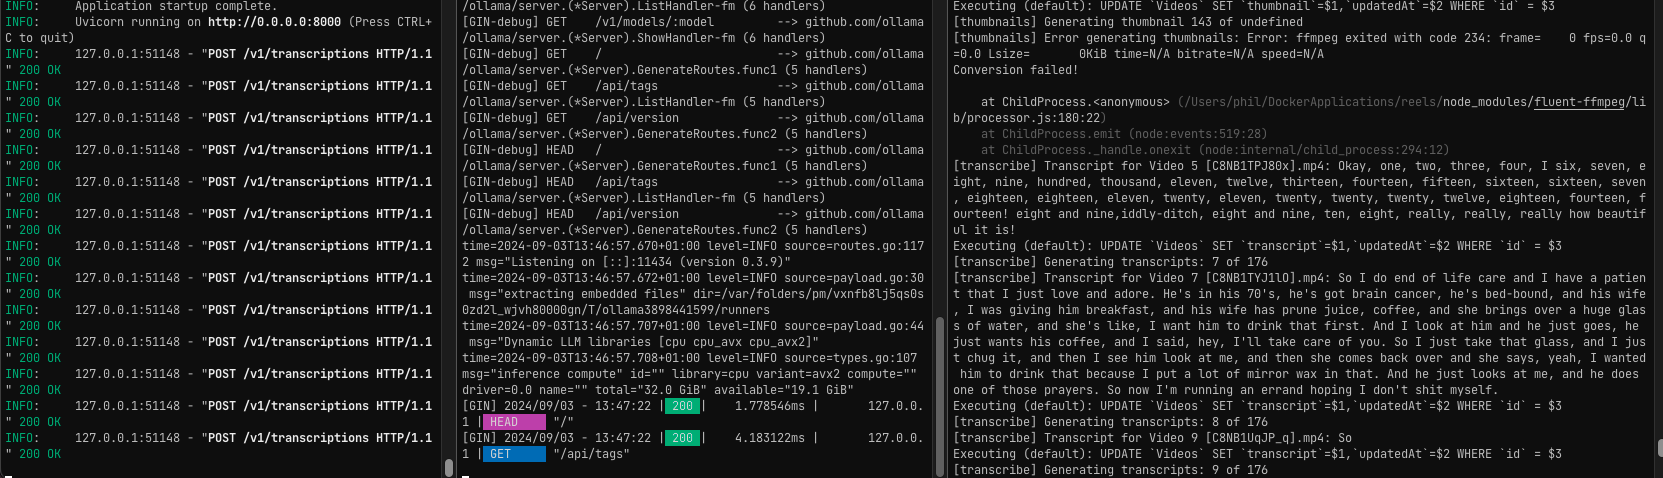 INFO:     Application startup complete.
INFO:     Uvicorn running on http://0.0.0.0:8000 (Press CTRL+
C to quit)
INFO:     127.0.0.1:51148 - "POST /v1/transcriptions HTTP/1.1
" 200 OK
INFO:     127.0.0.1:51148 - "POST /v1/transcriptions HTTP/1.1
" 200 OK
INFO:     127.0.0.1:51148 - "POST /v1/transcriptions HTTP/1.1
" 200 OK
INFO:     127.0.0.1:51148 - "POST /v1/transcriptions HTTP/1.1
" 200 OK
INFO:     127.0.0.1:51148 - "POST /v1/transcriptions HTTP/1.1
" 200 OK
INFO:     127.0.0.1:51148 - "POST /v1/transcriptions HTTP/1.1
" 200 OK
INFO:     127.0.0.1:51148 - "POST /v1/transcriptions HTTP/1.1
" 200 OK
INFO:     127.0.0.1:51148 - "POST /v1/transcriptions HTTP/1.1
" 200 OK
INFO:     127.0.0.1:51148 - "POST /v1/transcriptions HTTP/1.1
" 200 OK
INFO:     127.0.0.1:51148 - "POST /v1/transcriptions HTTP/1.1
" 200 OK
INFO:     127.0.0.1:51148 - "POST /v1/transcriptions HTTP/1.1
" 200 OK
INFO:     127.0.0.1:51148 - "POST /v1/transcriptions HTTP/1.1
" 200 OK
INFO:     127.0.0.1:51148 - "POST /v1/transcriptions HTTP/1.1
" 200 OK
/ollama/server.(*Server).ListHandler-fm (6 handlers)
[GIN-debug] GET    /v1/models/:model         --> github.com/ollama
/ollama/server.(*Server).ShowHandler-fm (6 handlers)
[GIN-debug] GET    /                         --> github.com/ollama
/ollama/server.(*Server).GenerateRoutes.func1 (5 handlers)
[GIN-debug] GET    /api/tags                 --> github.com/ollama
/ollama/server.(*Server).ListHandler-fm (5 handlers)
[GIN-debug] GET    /api/version              --> github.com/ollama
/ollama/server.(*Server).GenerateRoutes.func2 (5 handlers)
[GIN-debug] HEAD   /                         --> github.com/ollama
/ollama/server.(*Server).GenerateRoutes.func1 (5 handlers)
[GIN-debug] HEAD   /api/tags                 --> github.com/ollama
/ollama/server.(*Server).ListHandler-fm (5 handlers)
[GIN-debug] HEAD   /api/version              --> github.com/ollama
/ollama/server.(*Server).GenerateRoutes.func2 (5 handlers)
time=2024-09-03T13:46:57.670+01:00 level=INFO source=routes.go:117
2 msg="Listening on [::]:11434 (version 0.3.9)"
time=2024-09-03T13:46:57.672+01:00 level=INFO source=payload.go:30
 msg="extracting embedded files" dir=/var/folders/pm/vxnfb8lj5qs0s
0zd2l_wjvh80000gn/T/ollama3898441599/runners
time=2024-09-03T13:46:57.707+01:00 level=INFO source=payload.go:44
 msg="Dynamic LLM libraries [cpu cpu_avx cpu_avx2]"
time=2024-09-03T13:46:57.708+01:00 level=INFO source=types.go:107
msg="inference compute" id="" library=cpu variant=avx2 compute=""
driver=0.0 name="" total="32.0 GiB" available="19.1 GiB"
[GIN] 2024/09/03 - 13:47:22 | 200 |    1.778546ms |       127.0.0.
1 | HEAD     "/"
[GIN] 2024/09/03 - 13:47:22 | 200 |    4.183122ms |       127.0.0.
1 | GET      "/api/tags"
Executing (default): UPDATE `Videos` SET `thumbnail`=$1,`updatedAt`=$2 WHERE `id` = $3
[thumbnails] Generating thumbnail 143 of undefined
[thumbnails] Error generating thumbnails: Error: ffmpeg exited with code 234: frame=    0 fps=0.0 q
=0.0 Lsize=       0KiB time=N/A bitrate=N/A speed=N/A
Conversion failed!
    at ChildProcess.<anonymous> (/Users/phil/DockerApplications/reels/node_modules/fluent-ffmpeg/li
b/processor.js:180:22)
    at ChildProcess.emit (node:events:519:28)
    at ChildProcess._handle.onexit (node:internal/child_process:294:12)
[transcribe] Transcript for Video 5 [C8NB1TPJ80x].mp4: Okay, one, two, three, four, I six, seven, e
ight, nine, hundred, thousand, eleven, twelve, thirteen, fourteen, fifteen, sixteen, sixteen, seven
, eighteen, eighteen, eleven, twenty, eleven, twenty, twenty, twenty, twelve, eighteen, fourteen, f
ourteen! eight and nine,iddly-ditch, eight and nine, ten, eight, really, really, really how beautif
ul it is!
Executing (default): UPDATE `Videos` SET `transcript`=$1,`updatedAt`=$2 WHERE `id` = $3
[transcribe] Generating transcripts: 7 of 176
[transcribe] Transcript for Video 7 [C8NB1TYJ1lO].mp4: So I do end of life care and I have a patien
t that I just love and adore. He's in his 70's, he's got brain cancer, he's bed-bound, and his wife
, I was giving him breakfast, and his wife has prune juice, coffee, and she brings over a huge glas
s of water, and she's like, I want him to drink that first. And I look at him and he just goes, he
just wants his coffee, and I said, hey, I'll take care of you. So I just take that glass, and I jus
t chug it, and then I see him look at me, and then she comes back over and she says, yeah, I wanted
 him to drink that because I put a lot of mirror wax in that. And he just looks at me, and he does
one of those prayers. So now I'm running an errand hoping I don't shit myself.
Executing (default): UPDATE `Videos` SET `transcript`=$1,`updatedAt`=$2 WHERE `id` = $3
[transcribe] Generating transcripts: 8 of 176
[transcribe] Transcript for Video 9 [C8NB1UqJP_q].mp4: So
Executing (default): UPDATE `Videos` SET `transcript`=$1,`updatedAt`=$2 WHERE `id` = $3
[transcribe] Generating transcripts: 9 of 176